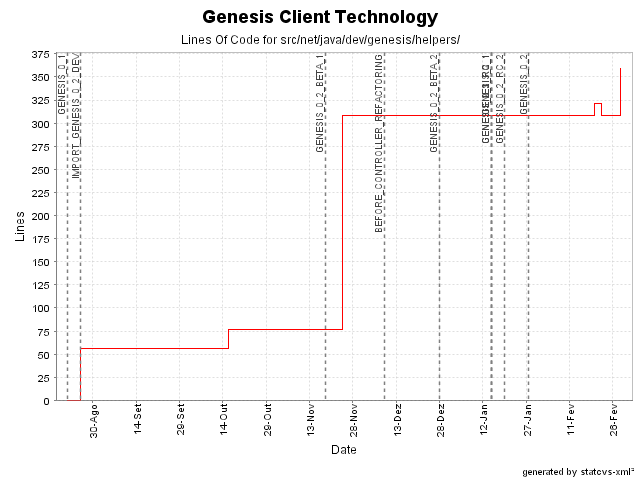 Genesis Client Technology
Lines Of Code for src/net/java/dev/genesis/helpers/
375
350
325
300
275
250
225
200
175
150
125
100
75
50
25
0
Lines
GENESIS_0_1
IMPORT_GENESIS_0_2_DEV
GENESIS_0_2_BETA_1
BEFORE_CONTROLLER_REFACTORING
GENESIS_0_2_BETA_2
GENESIS_0_2_RC_2
GENESIS_0_2
30-Ago
14-Set
29-Set
14-Out
29-Out
13-Nov
28-Nov
13-Dez
28-Dez
12-Jan
27-Jan
11-Fev
26-Fev
Date
generated by statcvs-xml²